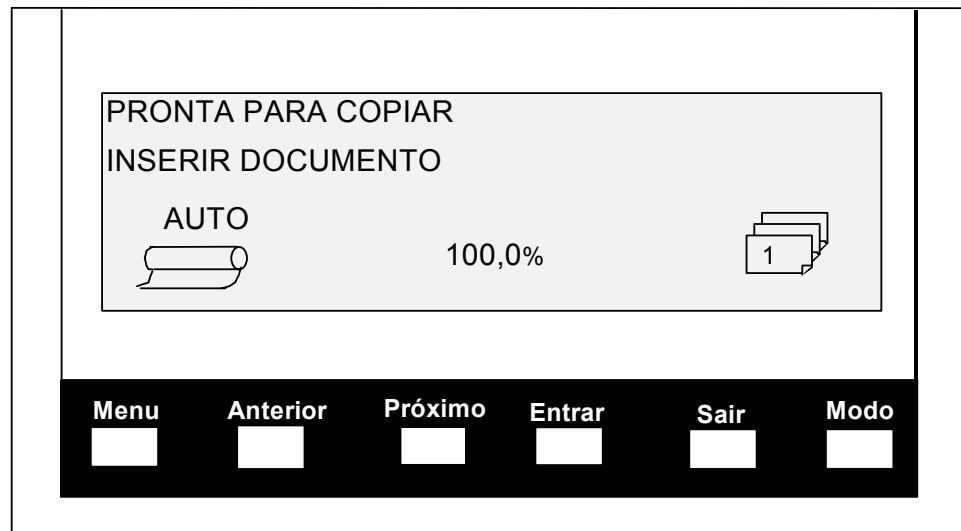 PRONTA PARA COPIAR
INSERIR DOCUMENTO
AUTO
100,0%
1
Menu Anterior Próximo Entrar Sair Modo